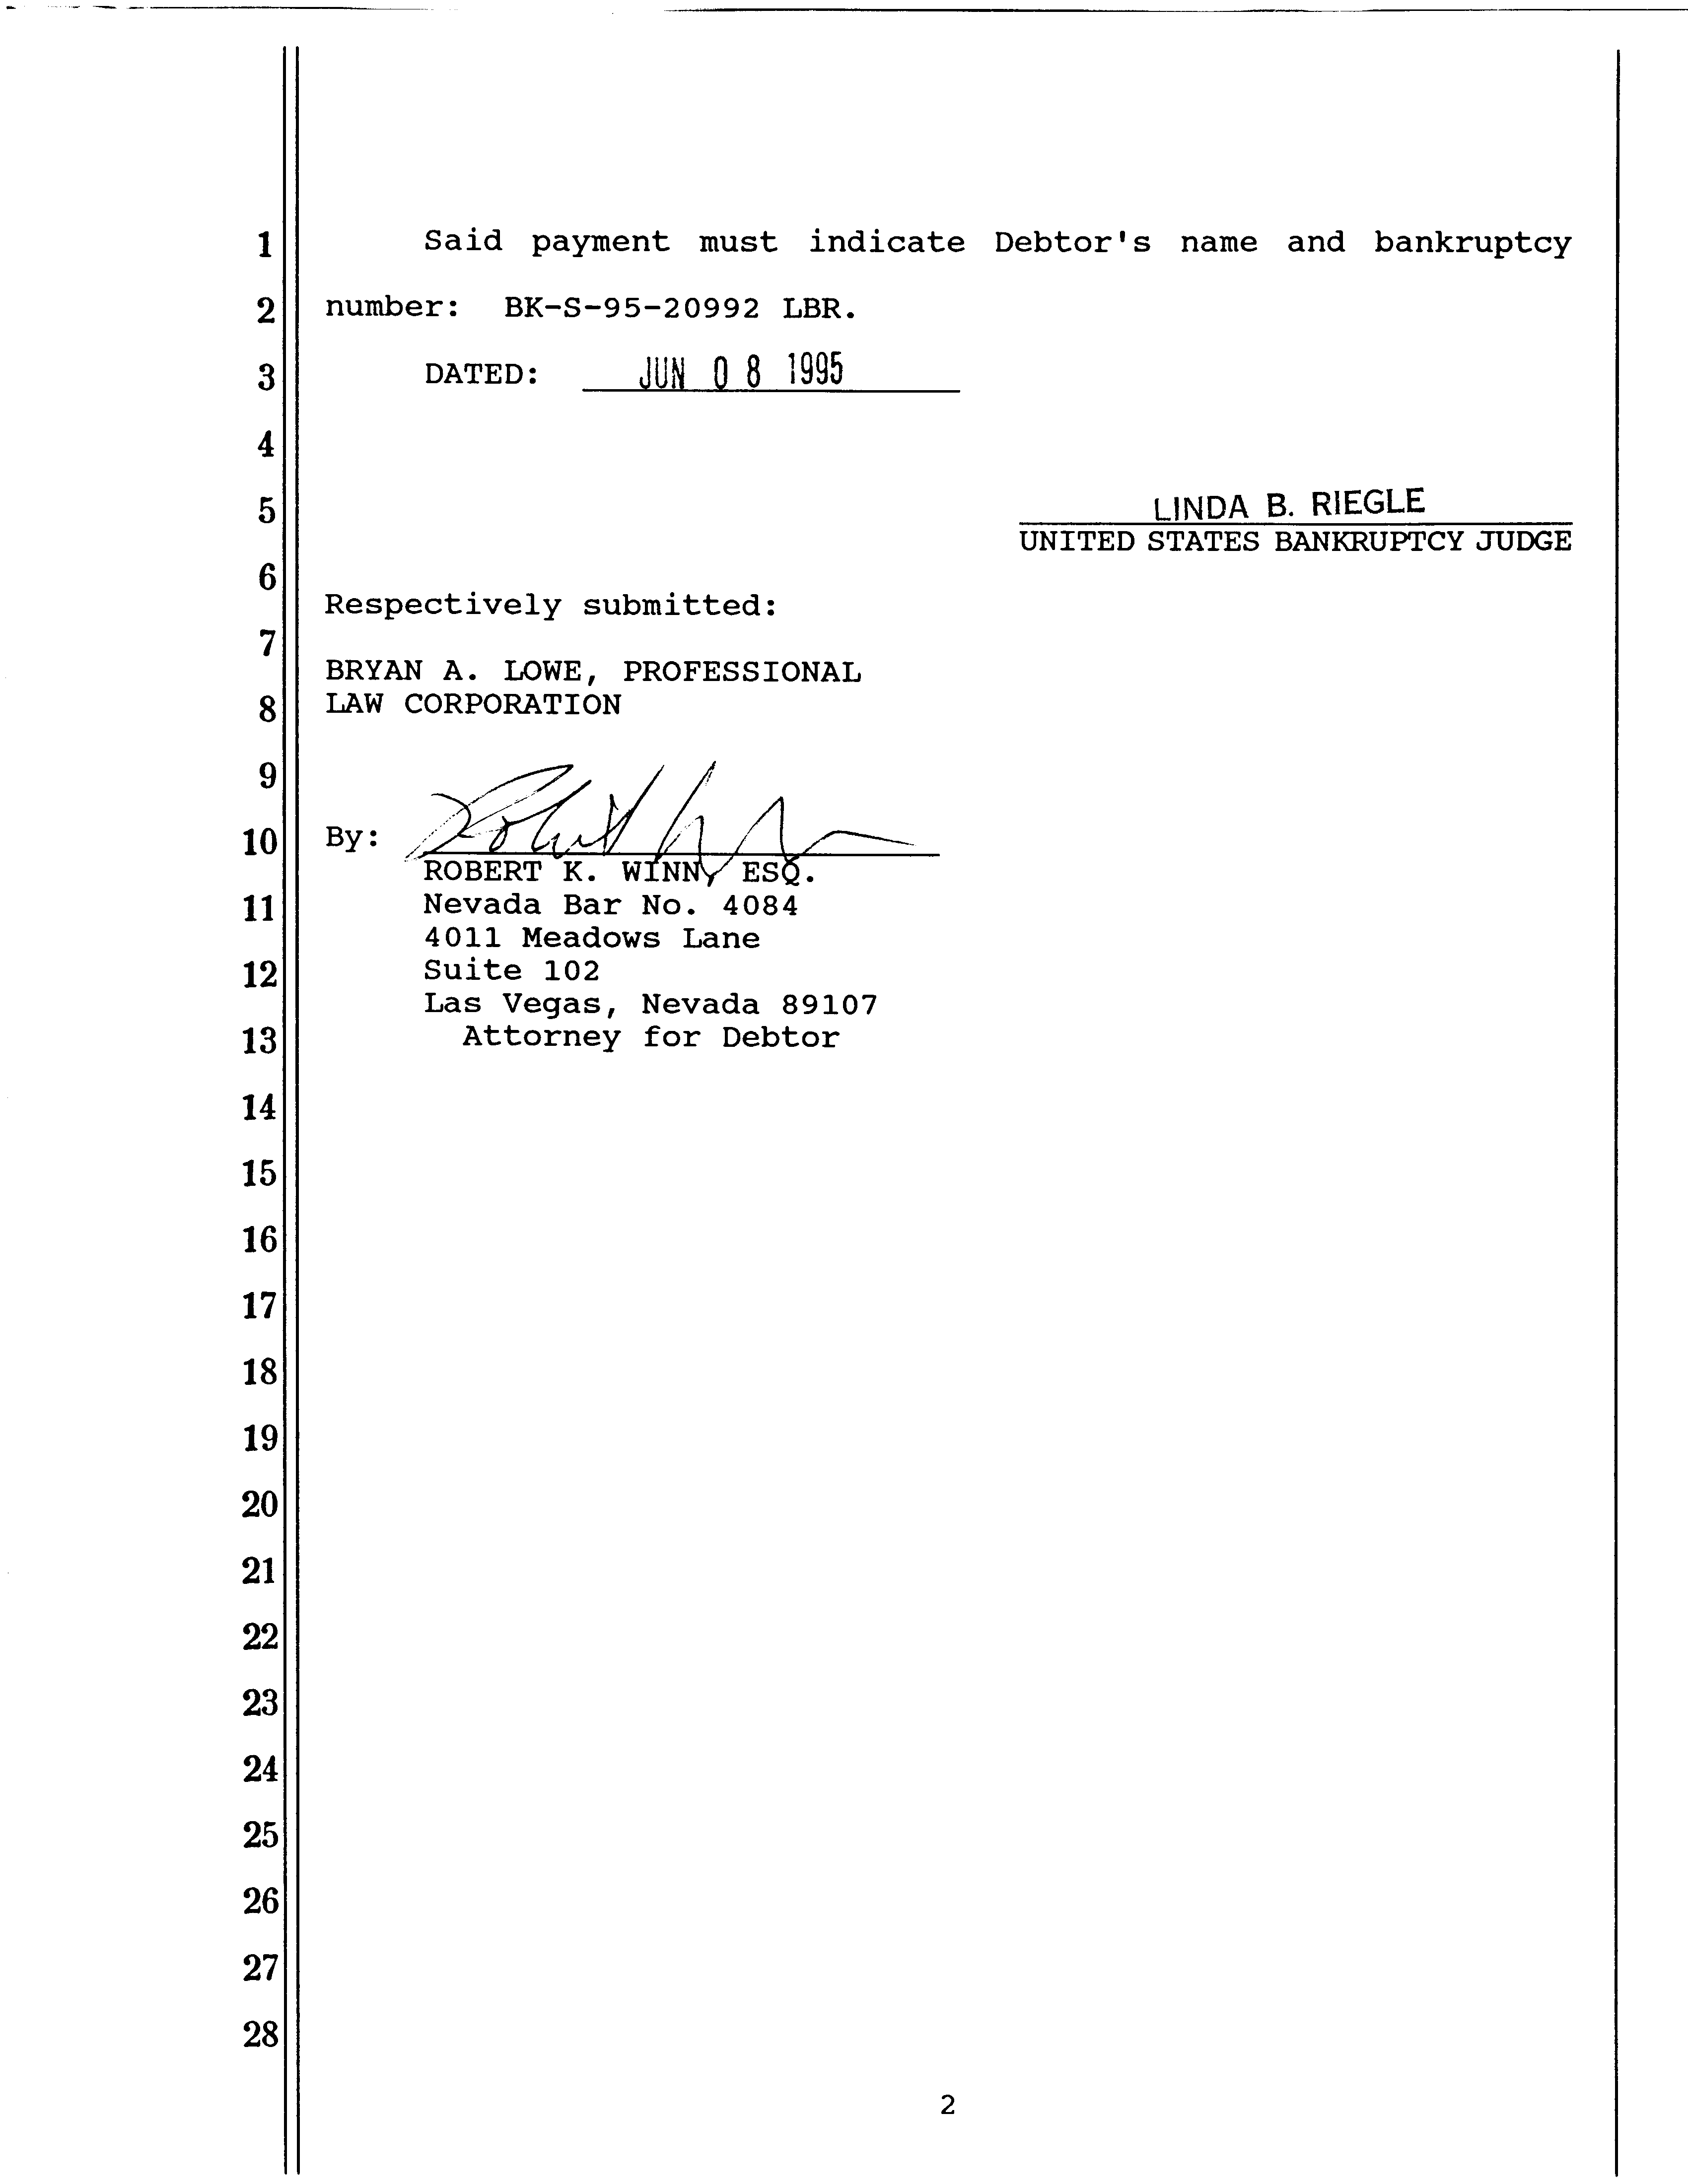 1 Said payment must indicate Debtor's name and bankruptcy
2 number: BK-S-95-20992 LBR.
3 DATED: JUN 08 1995
4
5 LINDA B. RIEGLE
UNITED STATES BANKRUPTCY JUDGE
6
Respectively submitted:
7
BRYAN A. LOWE, PROFESSIONAL
8 LAW CORPORATION
9
10 By:
ROBERT K. WINN, ESQ.
11 Nevada Bar No. 4084
4011 Meadows Lane
12 Suite 102
Las Vegas, Nevada 89107
13 Attorney for Debtor
14
15
16
17
18
19
20
21
22
23
24
25
26
27
28
2